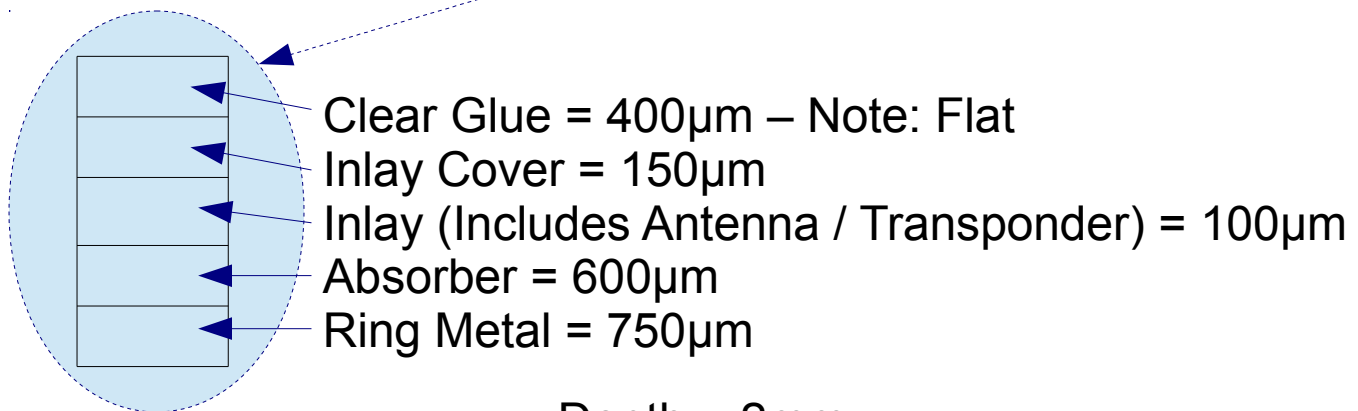 Clear Glue = 400µm – Note: Flat
Inlay Cover = 150µm
Inlay (Includes Antenna / Transponder) = 100µm
Absorber = 600µm
Ring Metal = 750µm